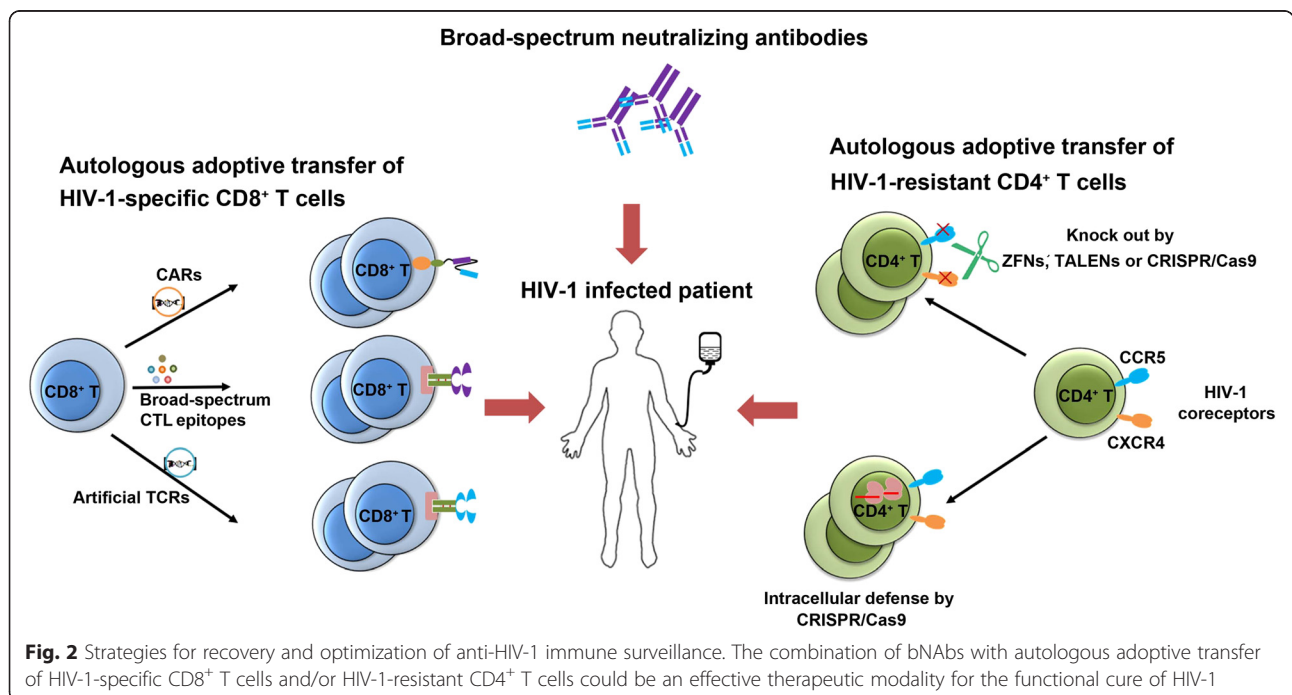 Broad-spectrum neutralizing antibodies
Autologous adoptive transfer of
HIV-1-specific CD8⁺ T cells
CARs
CD8⁺ T
Broad-spectrum
CTL epitopes
Artificial TCRs
CD8⁺ T
CD8⁺ T
CD8⁺ T
HIV-1 infected patient
Autologous adoptive transfer of
HIV-1-resistant CD4⁺ T cells
CD4⁺ T
Knock out by
ZFNs, TALENs or CRISPR/Cas9
CCR5
CD4⁺ T
HIV-1
coreceptors
CXCR4
CD4⁺ T
Intracellular defense by
CRISPR/Cas9
Fig. 2 Strategies for recovery and optimization of anti-HIV-1 immune surveillance. The combination of bNAbs with autologous adoptive transfer
of HIV-1-specific CD8⁺ T cells and/or HIV-1-resistant CD4⁺ T cells could be an effective therapeutic modality for the functional cure of HIV-1